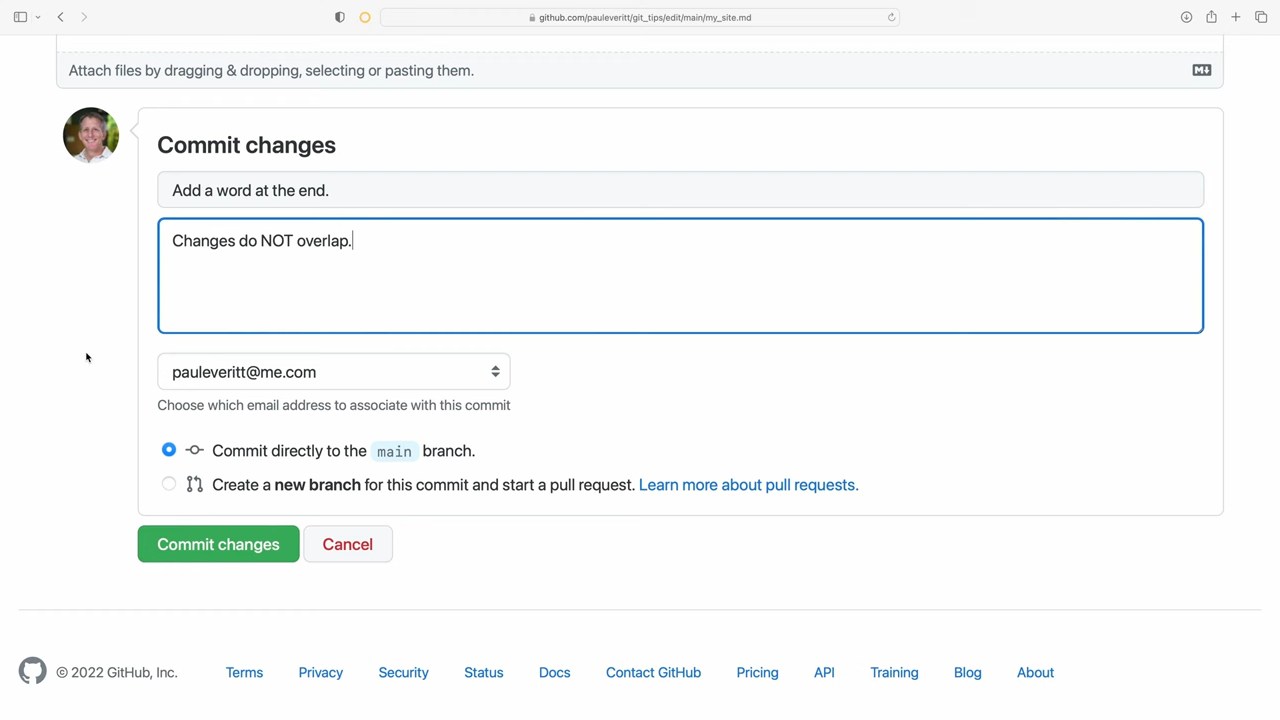 github.com/pauleveritt/git_tips/edit/main/my_site.md
Attach files by dragging & dropping, selecting or pasting them.
Commit changes
Add a word at the end.
Changes do NOT overlap.
pauleveritt@me.com
Choose which email address to associate with this commit
Commit directly to the main branch.
Create a new branch for this commit and start a pull request. Learn more about pull requests.
Commit changes Cancel
© 2022 GitHub, Inc. Terms Privacy Security Status Docs Contact GitHub Pricing API Training Blog About